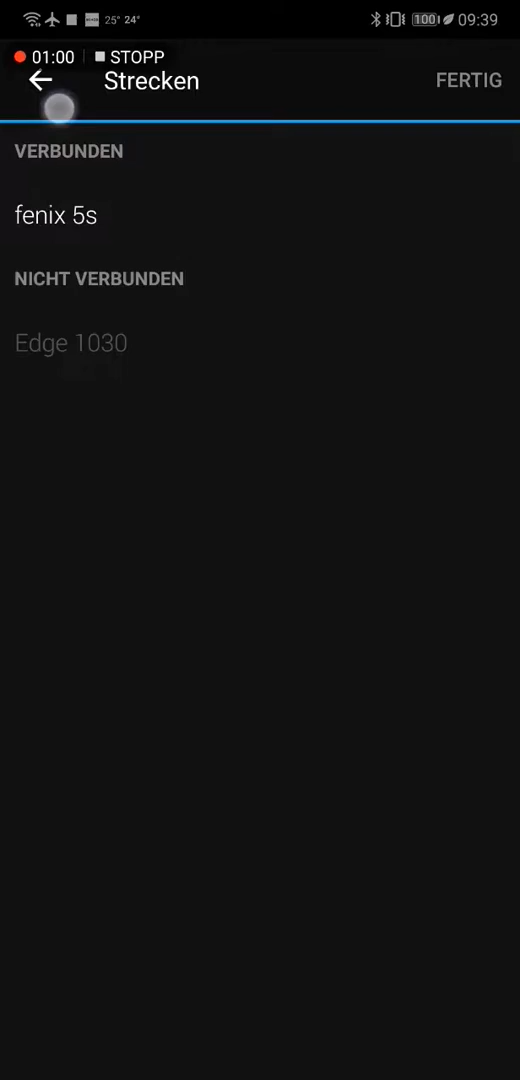 25° 24° 100 09:39
01:00 STOPP
Strecken FERTIG
VERBUNDEN
fenix 5s
NICHT VERBUNDEN
Edge 1030